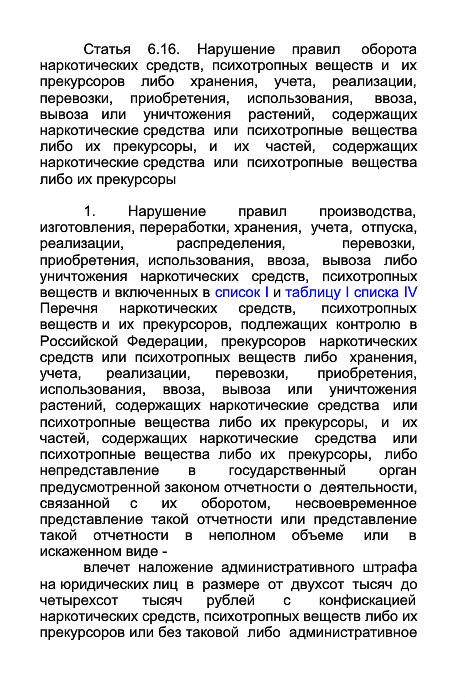 Статья 6.16. Нарушение правил оборота
наркотических средств, психотропных веществ и их
прекурсоров либо хранения, учета, реализации,
перевозки, приобретения, использования, ввоза,
вывоза или уничтожения растений, содержащих
наркотические средства или психотропные вещества
либо их прекурсоры, и их частей, содержащих
наркотические средства или психотропные вещества
либо их прекурсоры
1. Нарушение правил производства,
изготовления, переработки, хранения, учета, отпуска,
реализации, распределения, перевозки,
приобретения, использования, ввоза, вывоза либо
уничтожения наркотических средств, психотропных
веществ и включенных в список I и таблицу I списка IV
Перечня наркотических средств, психотропных
веществ и их прекурсоров, подлежащих контролю в
Российской Федерации, прекурсоров наркотических
средств или психотропных веществ либо хранения,
учета, реализации, перевозки, приобретения,
использования, ввоза, вывоза или уничтожения
растений, содержащих наркотические средства или
психотропные вещества либо их прекурсоры, и их
частей, содержащих наркотические средства или
психотропные вещества либо их прекурсоры, либо
непредставление в государственный орган
предусмотренной законом отчетности о деятельности,
связанной с их оборотом, несвоевременное
представление такой отчетности или представление
такой отчетности в неполном объеме или в
искаженном виде -
влечет наложение административного штрафа
на юридических лиц в размере от двухсот тысяч до
четырехсот тысяч рублей с конфискацией
наркотических средств, психотропных веществ либо их
прекурсоров или без таковой либо административное